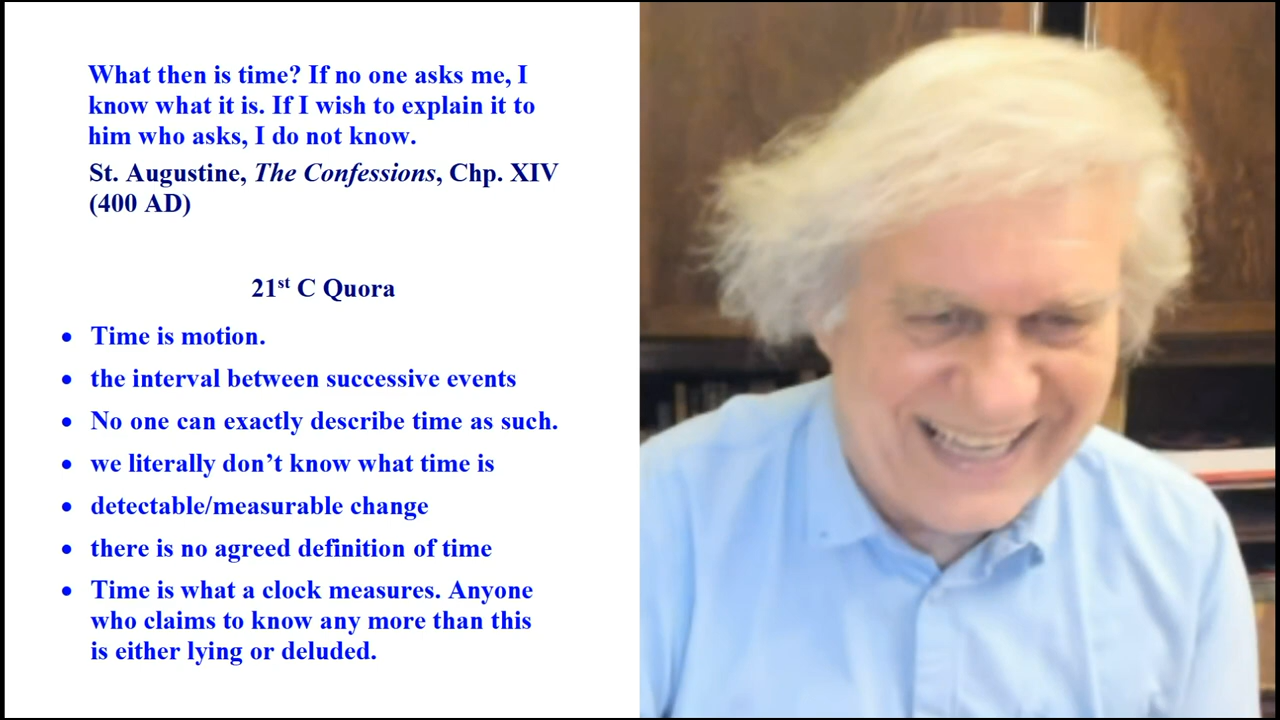 What then is time? If no one asks me, I
know what it is. If I wish to explain it to
him who asks, I do not know.
St. Augustine, The Confessions, Chp. XIV
(400 AD)
21st C Quora
• Time is motion.
• the interval between successive events
• No one can exactly describe time as such.
• we literally don’t know what time is
• detectable/measurable change
• there is no agreed definition of time
• Time is what a clock measures. Anyone
who claims to know any more than this
is either lying or deluded.